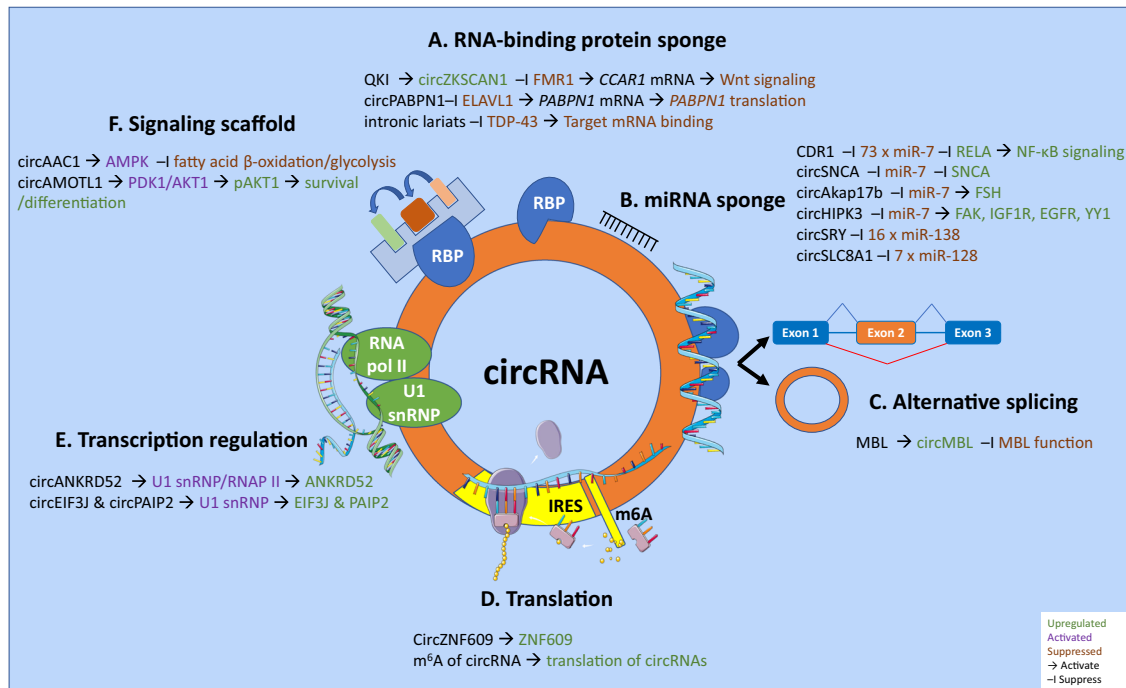 A. RNA-binding protein sponge
QKI → circZKSCAN1 –I FMR1 → CCAR1 mRNA → Wnt signaling
circPABPN1–I ELAVL1 → PABPN1 mRNA → PABPN1 translation
intronic lariats –I TDP-43 → Target mRNA binding
F. Signaling scaffold
circAAC1 → AMPK –I fatty acid β-oxidation/glycolysis
circAMOTL1 → PDK1/AKT1 → pAKT1 → survival
/differentiation
B. miRNA sponge
CDR1 –I 73 x miR-7 –I RELA → NF-κB signaling
circSNCA –I miR-7 –I SNCA
circAkap17b –I miR-7 → FSH
circHIPK3 –I miR-7 → FAK, IGF1R, EGFR, YY1
circSRY –I 16 x miR-138
circSLC8A1 –I 7 x miR-128
RBP
RBP
RNA
pol II
U1
snRNP
circRNA
Exon 1
Exon 2
Exon 3
C. Alternative splicing
MBL → circMBL –I MBL function
E. Transcription regulation
circANKRD52 → U1 snRNP/RNAP II → ANKRD52
circEIF3J & circPAIP2 → U1 snRNP → EIF3J & PAIP2
IRES
m6A
D. Translation
CircZNF609 → ZNF609
m⁶A of circRNA → translation of circRNAs
Upregulated
Activated
Suppressed
→ Activate
–I Suppress